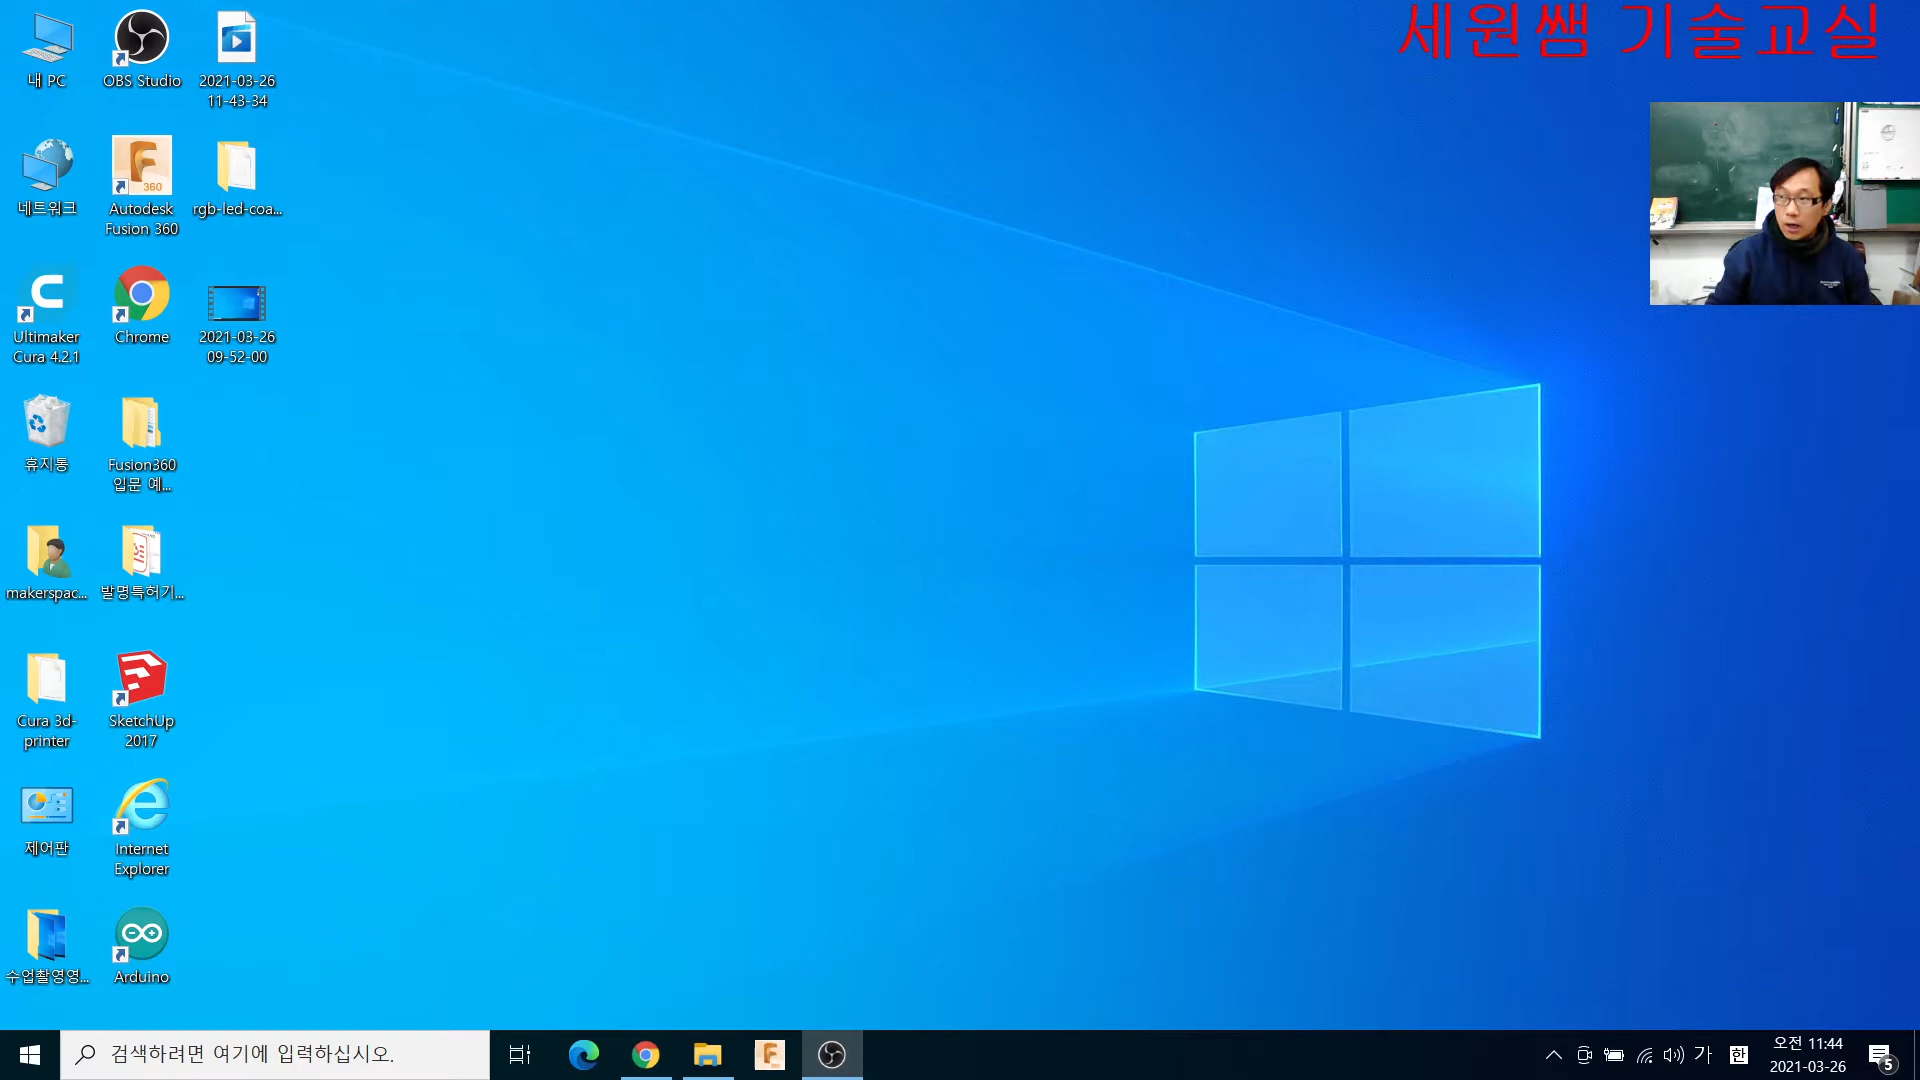 세원쌤 기술교실
내 PC
OBS Studio
2021-03-26
11-43-34
네트워크
Autodesk
Fusion 360
rgb-led-coa...
Ultimaker
Cura 4.2.1
Chrome
2021-03-26
09-52-00
휴지통
Fusion360
입문 예...
makerspac...
발명특허기...
Cura 3d-
printer
SketchUp
2017
제어판
Internet
Explorer
수업촬영영...
Arduino
검색하려면 여기에 입력하십시오.
가
한
오전 11:44
2021-03-26
5